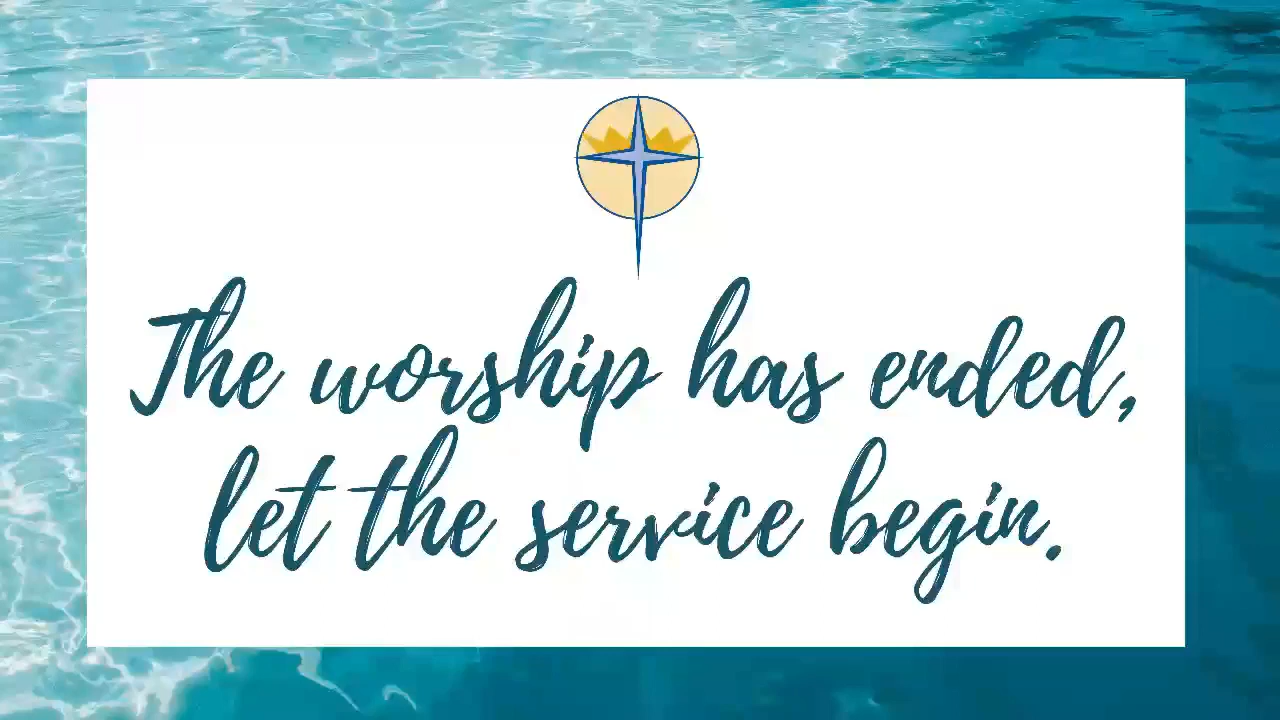 The worship has ended,
let the service begin.